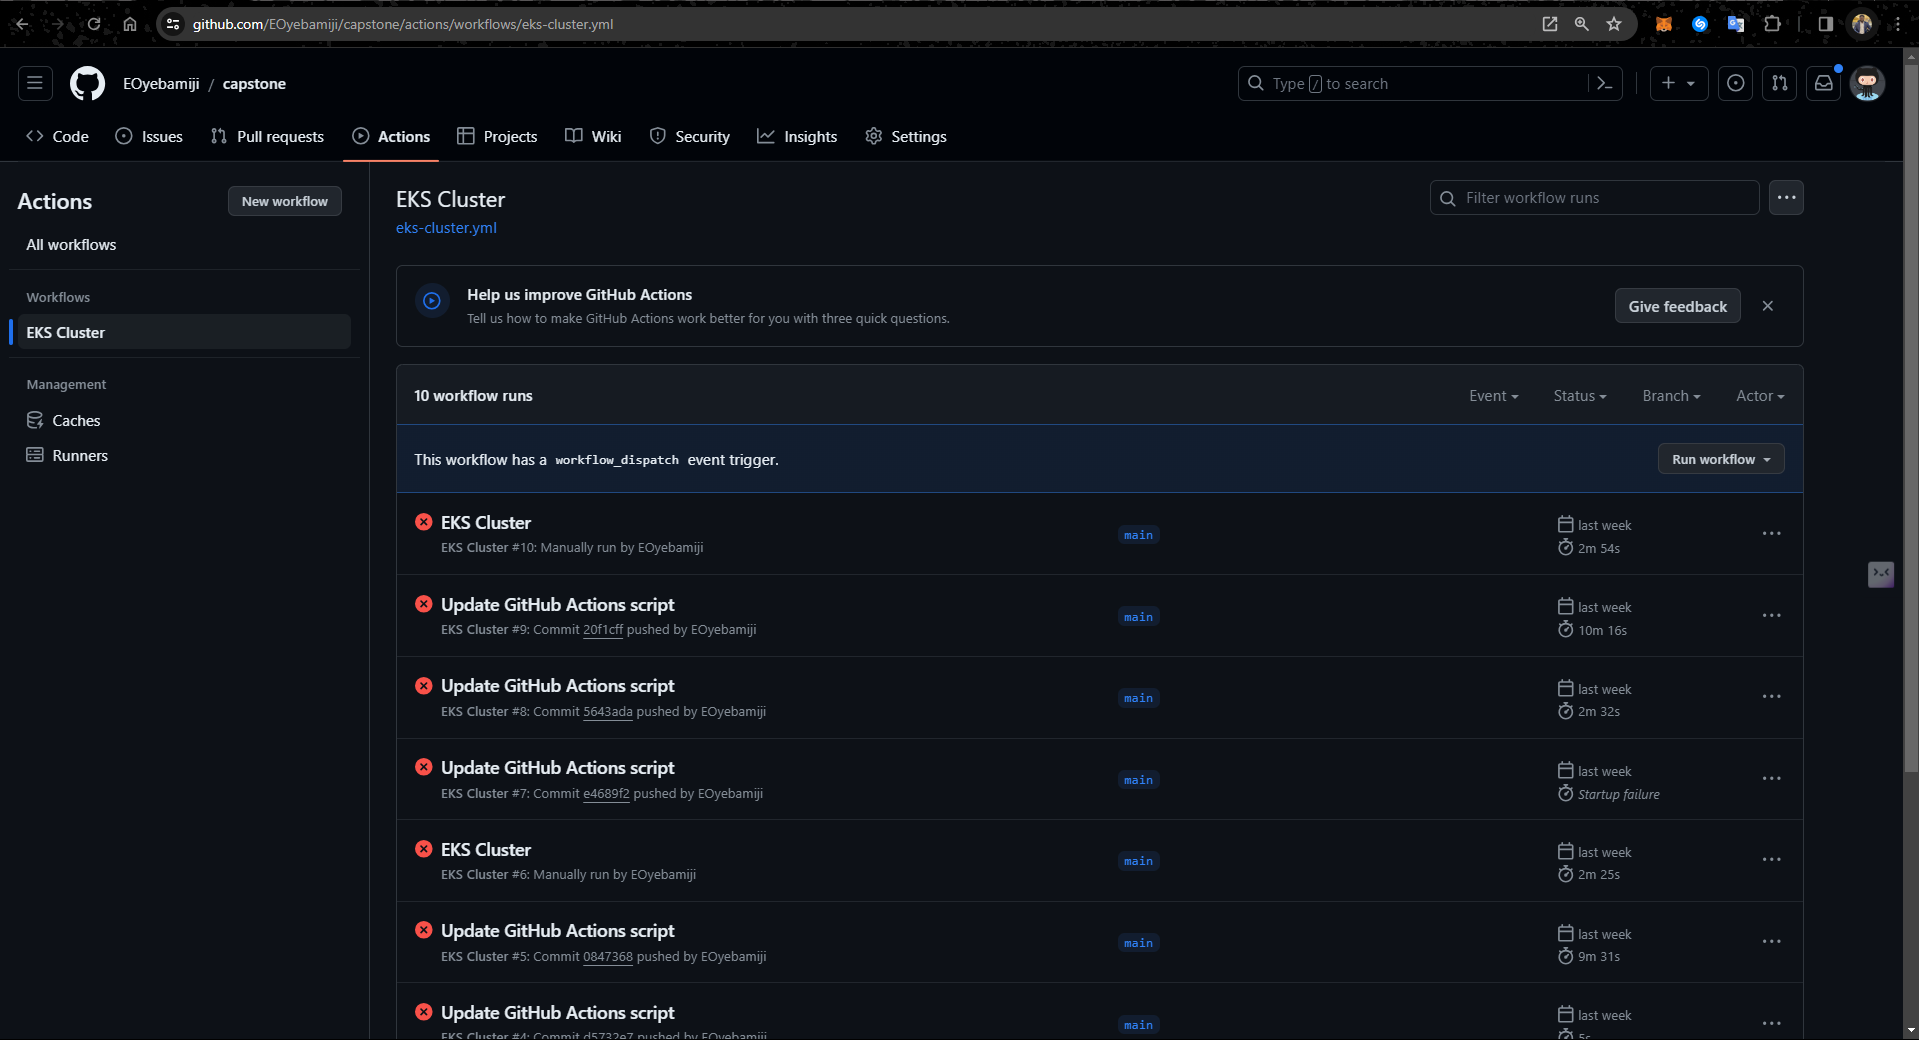 github.com/EOyebamiji/capstone/actions/workflows/eks-cluster.yml
EOyebamiji / capstone
Type / to search
Code Issues Pull requests Actions Projects Wiki Security Insights Settings
Actions
New workflow
All workflows
Workflows
EKS Cluster
Management
Caches
Runners
EKS Cluster
eks-cluster.yml
Filter workflow runs
Help us improve GitHub Actions
Tell us how to make GitHub Actions work better for you with three quick questions.
Give feedback
10 workflow runs
Event Status Branch Actor
This workflow has a workflow_dispatch event trigger.
Run workflow
EKS Cluster
EKS Cluster #10: Manually run by EOyebamiji
main
last week
2m 54s
Update GitHub Actions script
EKS Cluster #9: Commit 20f1cff pushed by EOyebamiji
main
last week
10m 16s
Update GitHub Actions script
EKS Cluster #8: Commit 5643ada pushed by EOyebamiji
main
last week
2m 32s
Update GitHub Actions script
EKS Cluster #7: Commit e4689f2 pushed by EOyebamiji
main
last week
Startup failure
EKS Cluster
EKS Cluster #6: Manually run by EOyebamiji
main
last week
2m 25s
Update GitHub Actions script
EKS Cluster #5: Commit 0847368 pushed by EOyebamiji
main
last week
9m 31s
Update GitHub Actions script
EKS Cluster #4: Commit d5732e7 pushed by EOyebamiji
main
last week
5s